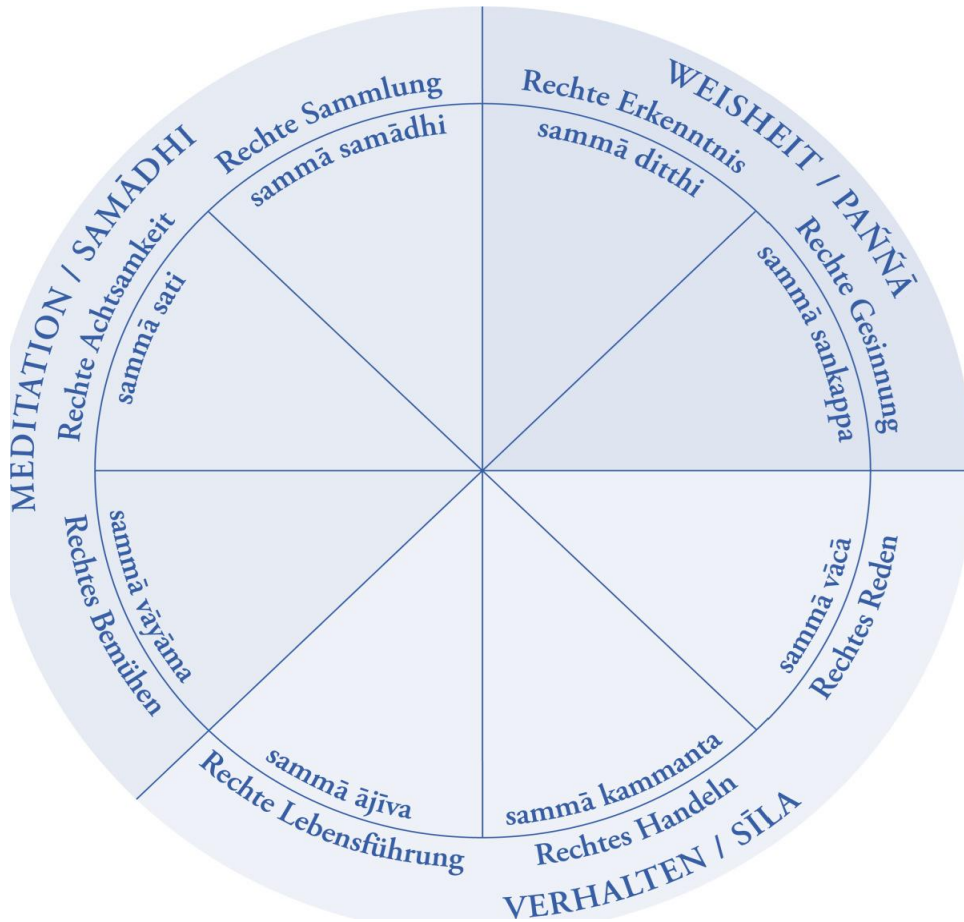 WEISHEIT / PAÑÑĀ
Rechte Erkenntnis
sammā ditthi
Rechte Gesinnung
sammā sankappa
Rechtes Reden
sammā vācā
VERHALTEN / SĪLA
Rechtes Handeln
sammā kammanta
Rechte Lebensführung
sammā ājīva
MEDITATION / SAMĀDHI
Rechtes Bemühen
sammā vāyāma
Rechte Achtsamkeit
sammā sati
Rechte Sammlung
sammā samādhi